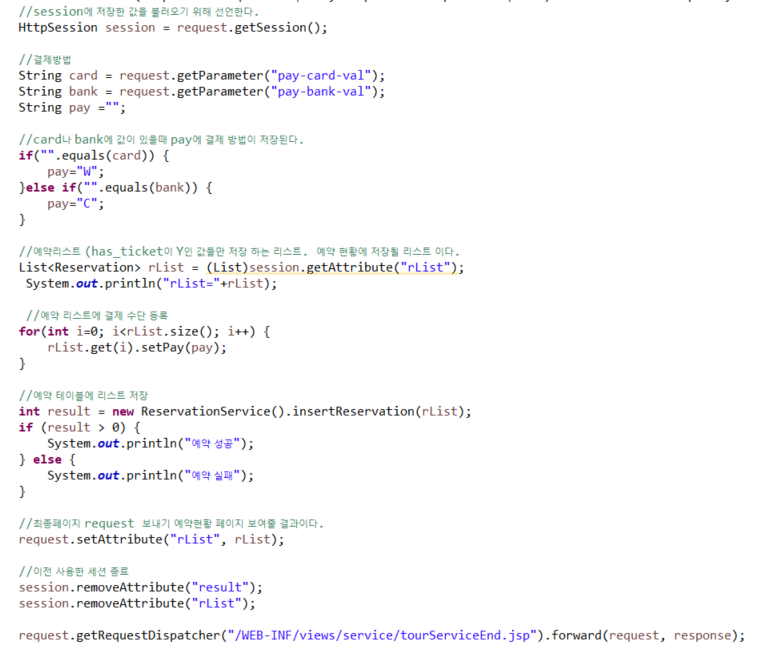 //session에 저장한 값을 불러오기 위해 선언한다.
HttpSession session = request.getSession();
//결제방법
String card = request.getParameter("pay-card-val");
String bank = request.getParameter("pay-bank-val");
String pay ="";
//card나 bank에 값이 있을때 pay에 결제 방법이 저장된다.
if("".equals(card)) {
pay="W";
}else if("".equals(bank)) {
pay="C";
}
//예약리스트 (has_ticket이 Y인 값들만 저장 하는 리스트. 예약 현황에 저장될 리스트 이다.
List<Reservation> rList = (List)session.getAttribute("rList");
System.out.println("rList="+rList);
//예약 리스트에 결제 수단 등록
for(int i=0; i<rList.size(); i++) {
rList.get(i).setPay(pay);
}
//예약 테이블에 리스트 저장
int result = new ReservationService().insertReservation(rList);
if (result > 0) {
System.out.println("예약 성공");
} else {
System.out.println("예약 실패");
}
//최종페이지 request 보내기 예약현황 페이지 보여줄 결과이다.
request.setAttribute("rList", rList);
//이전 사용한 세션 종료
session.removeAttribute("result");
session.removeAttribute("rList");
request.getRequestDispatcher("/WEB-INF/views/service/tourServiceEnd.jsp").forward(request, response);